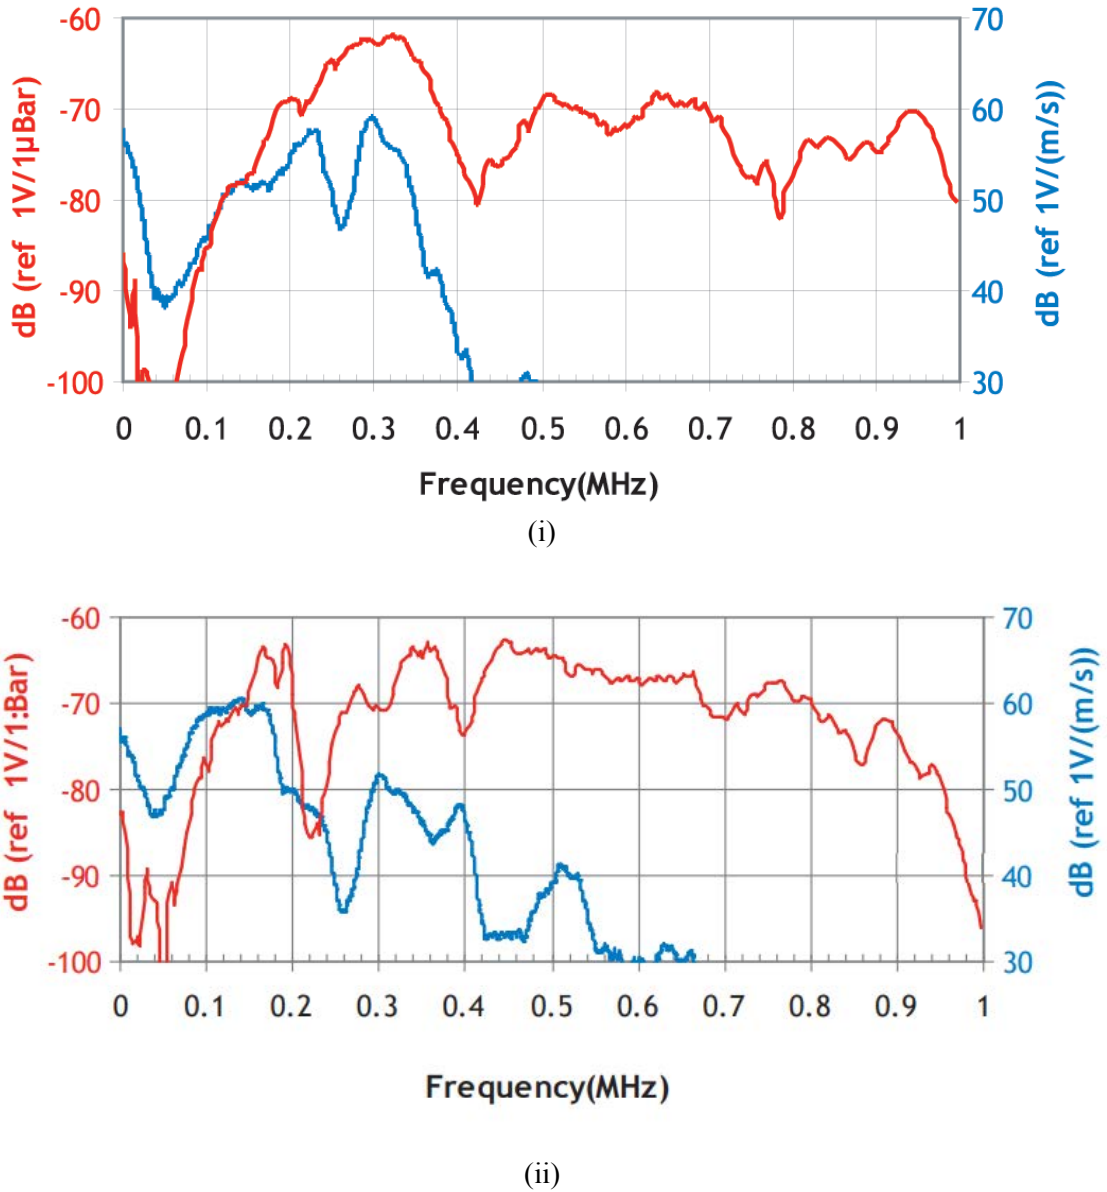 dB (ref 1V/1µBar)
-60
-70
-80
-90
-100
70
60
50
40
30
dB (ref 1V/(m/s))
0 0.1 0.2 0.3 0.4 0.5 0.6 0.7 0.8 0.9 1
Frequency(MHz)
(i)
dB (ref 1V/1:Bar)
-60
-70
-80
-90
-100
70
60
50
40
30
dB (ref 1V/(m/s))
0 0.1 0.2 0.3 0.4 0.5 0.6 0.7 0.8 0.9 1
Frequency(MHz)
(ii)